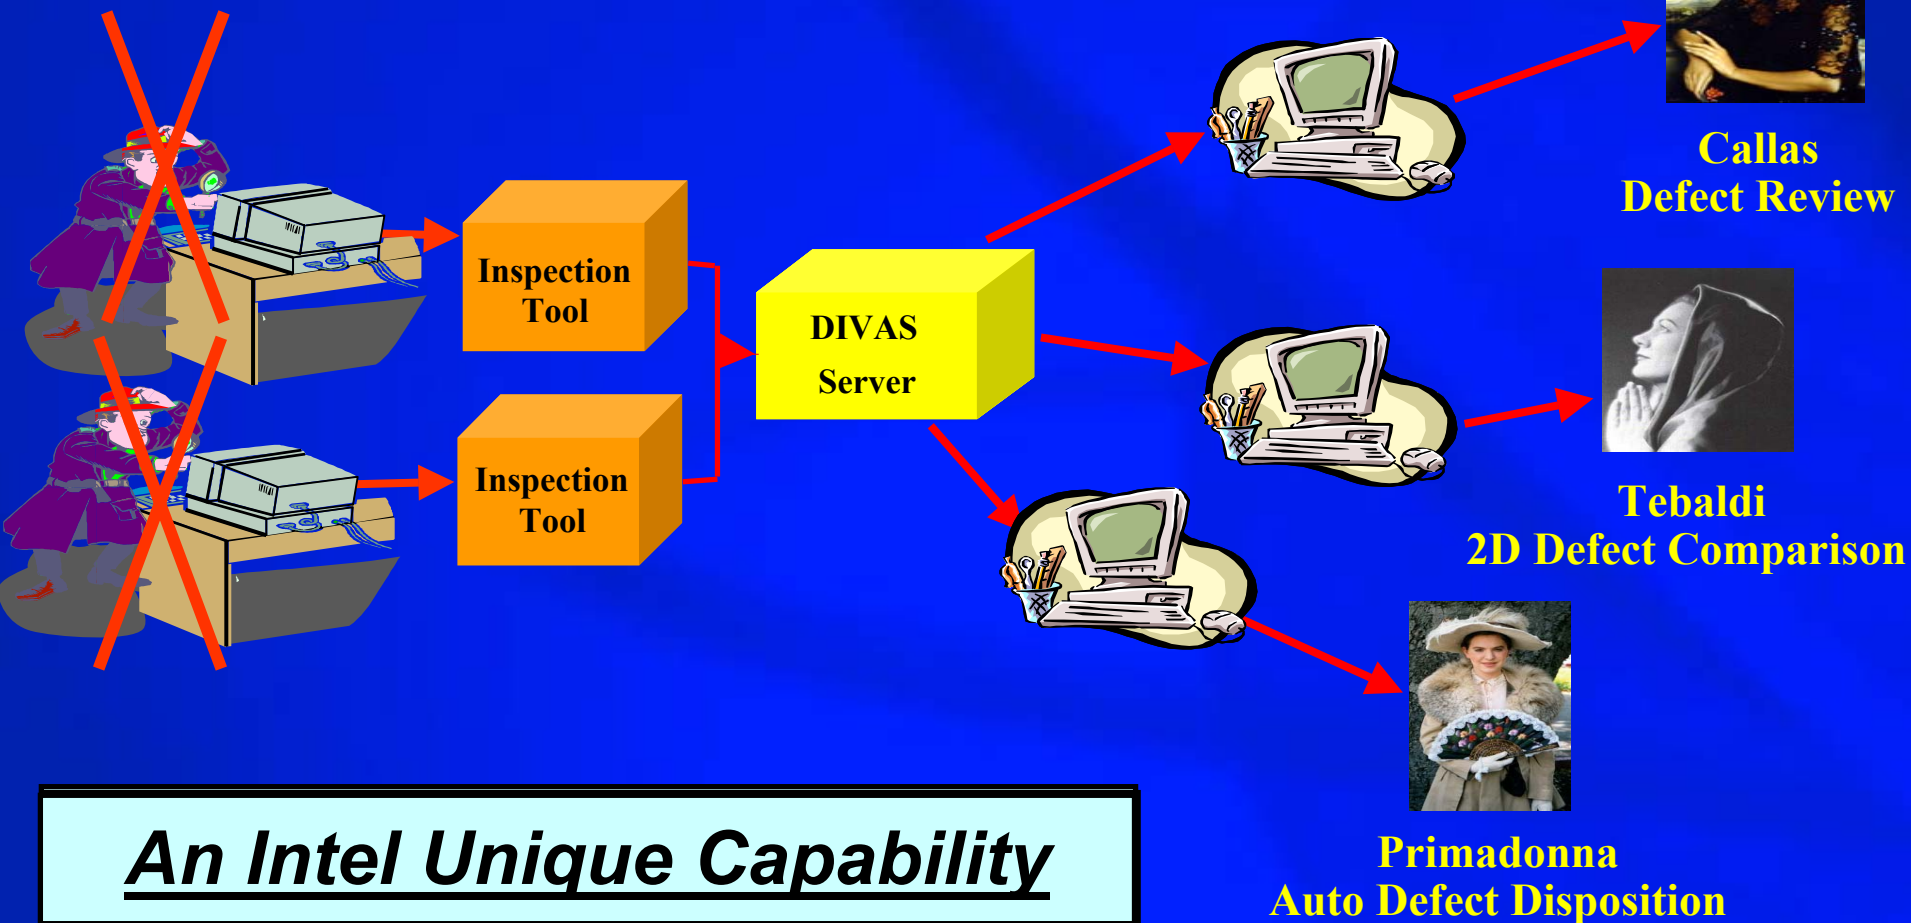 Callas
Defect Review
Inspection
Tool
DIVAS
Server
Inspection
Tool
Tebaldi
2D Defect Comparison
An Intel Unique Capability
Primadonna
Auto Defect Disposition